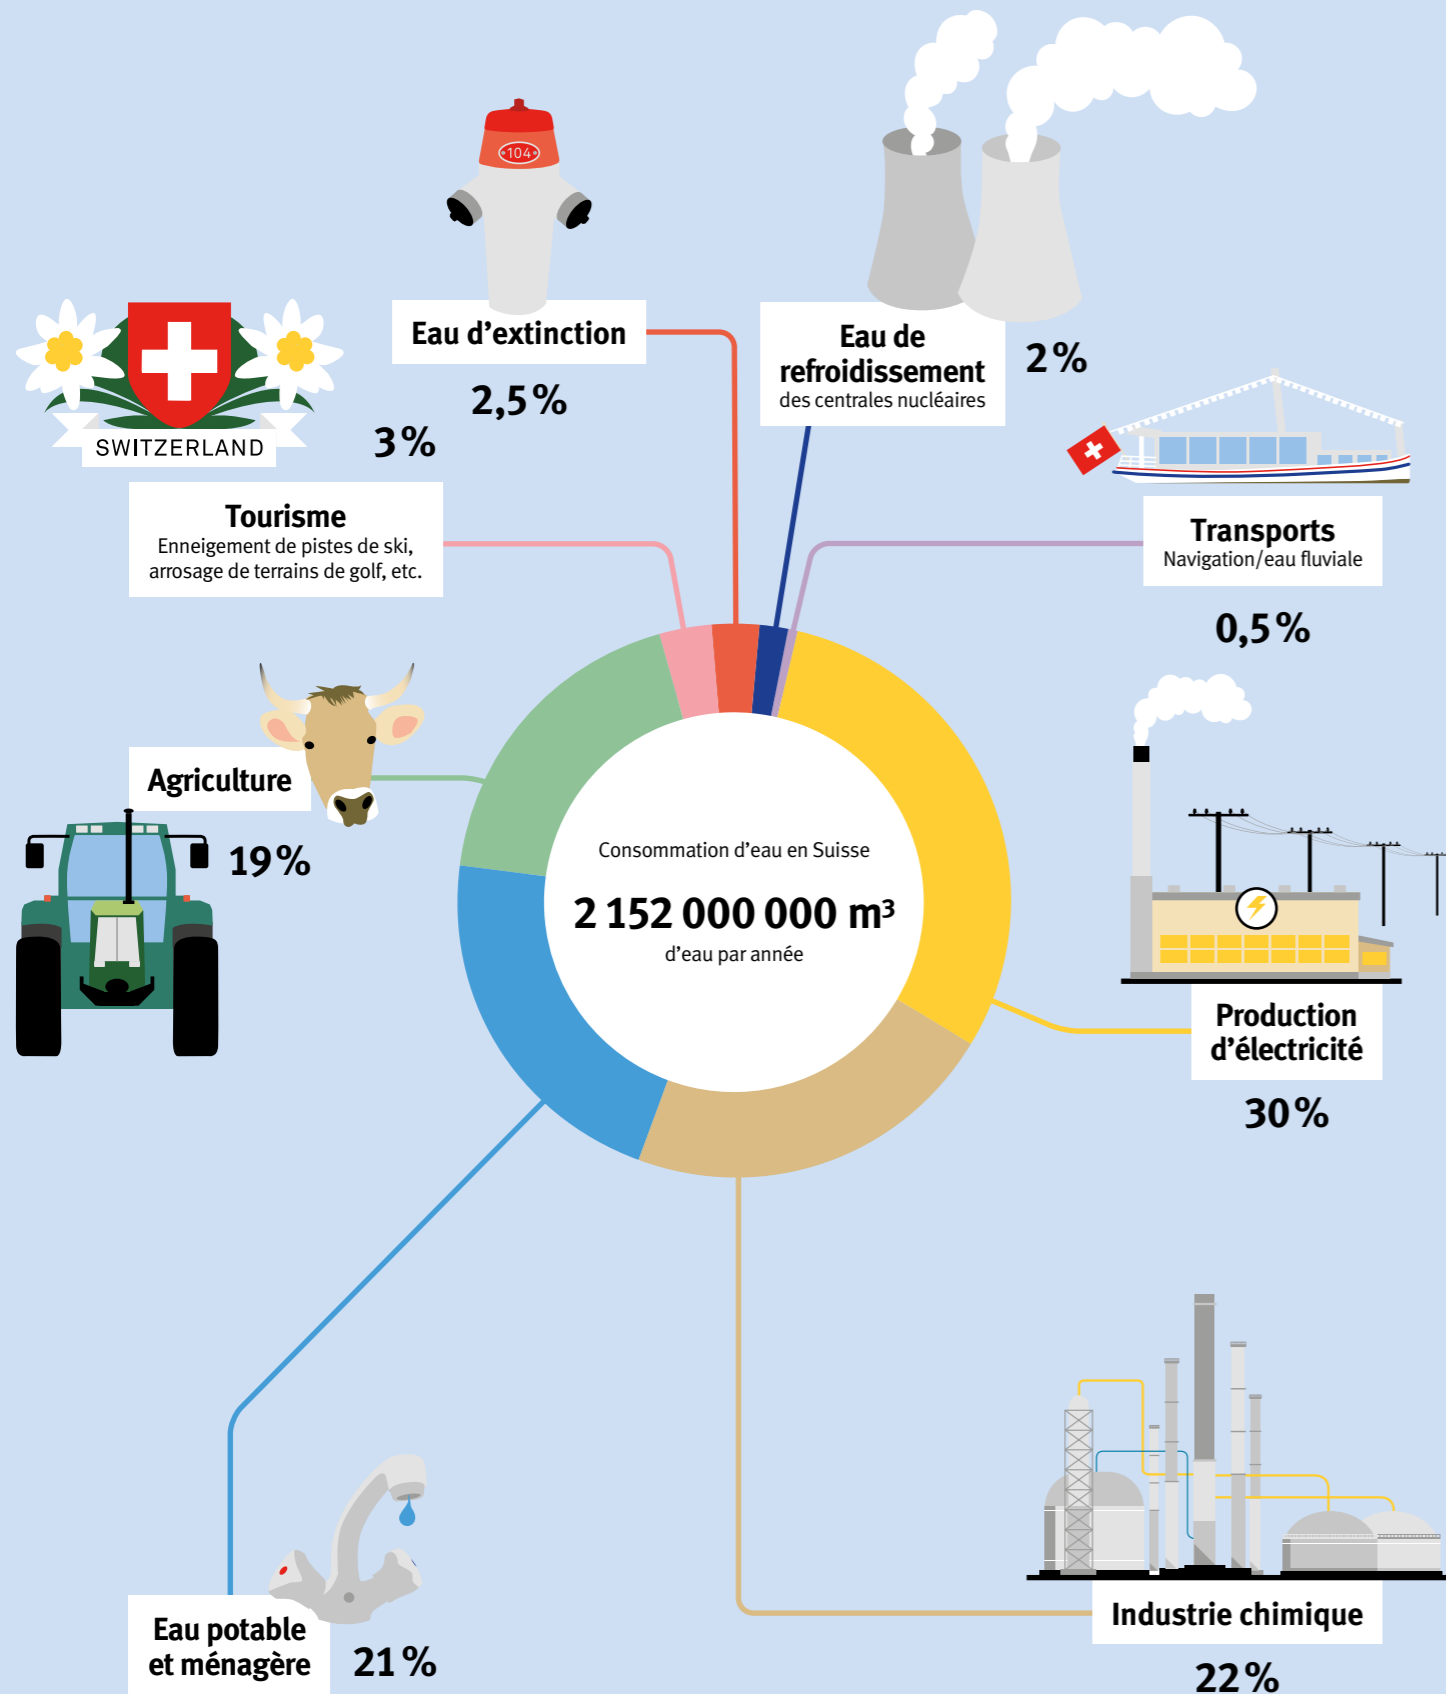 104
Eau d’extinction
2,5 %
Eau de
refroidissement
des centrales nucléaires
2 %
SWITZERLAND
3 %
Tourisme
Enneigement de pistes de ski,
arrosage de terrains de golf, etc.
Transports
Navigation/eau fluviale
0,5 %
Agriculture
19 %
Consommation d’eau en Suisse
2 152 000 000 m³
d’eau par année
Production
d’électricité
30 %
Eau potable
et ménagère
21 %
Industrie chimique
22 %